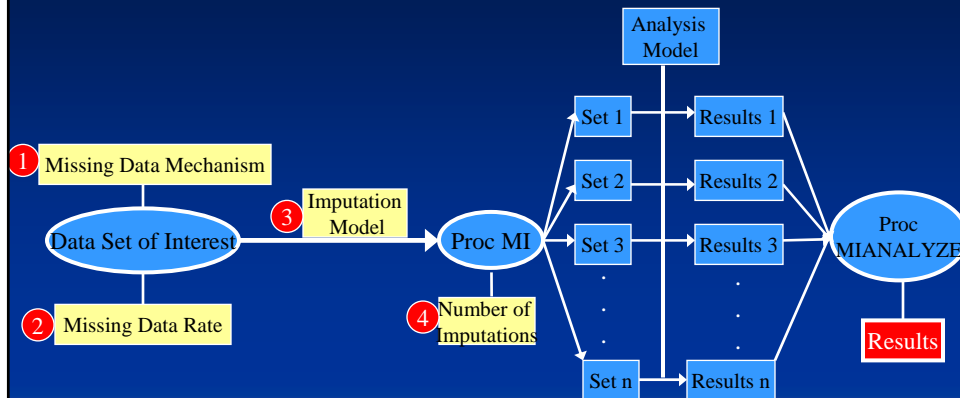 Analysis
Model
Set 1
Results 1
1
Missing Data Mechanism
Set 2
Results 2
3
Imputation
Model
Data Set of Interest
Proc MI
Set 3
Results 3
Proc
MIANALYZE
2
Missing Data Rate
4
Number of
Imputations
.
.
.
.
.
.
Results
Set n
Results n